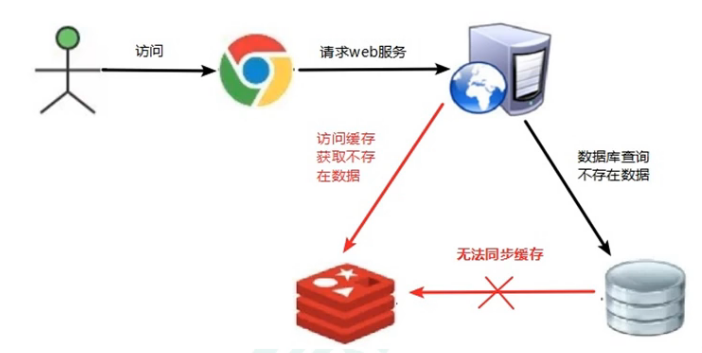 访问
请求web服务
访问缓存
获取不存
在数据
数据库查询
不存在数据
无法同步缓存